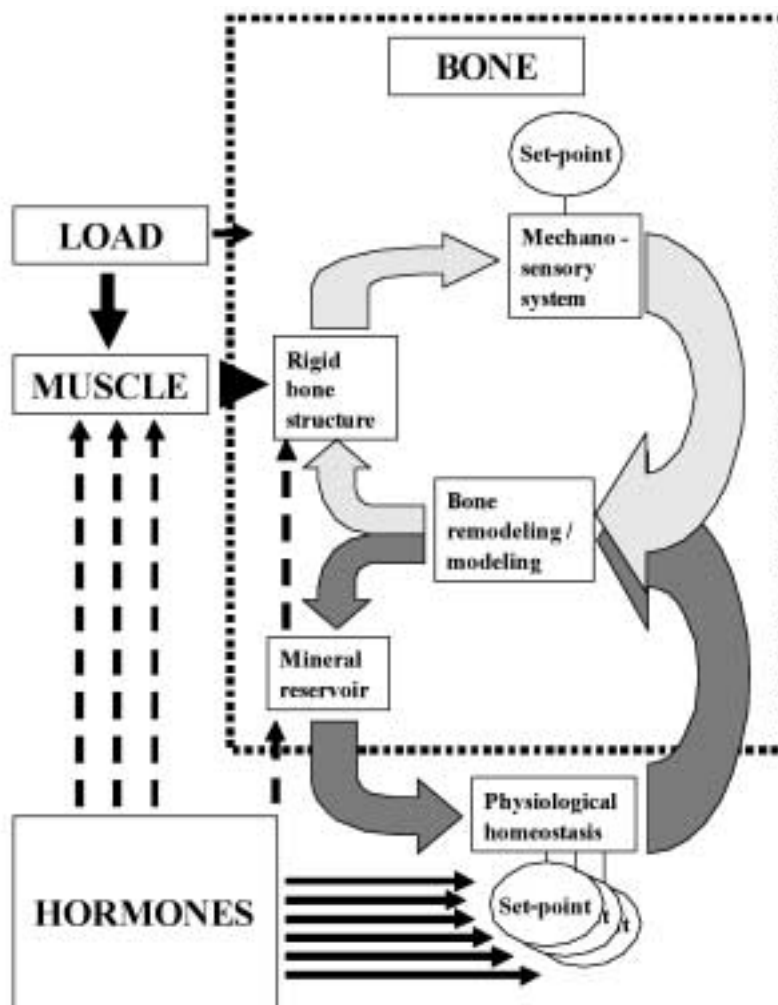 BONE
Set-point
LOAD
Mechano -
sensory
system
MUSCLE
Rigid
bone
structure
Bone
remodeling /
modeling
Mineral
reservoir
Physiological
homeostasis
HORMONES
Set-point
t
t